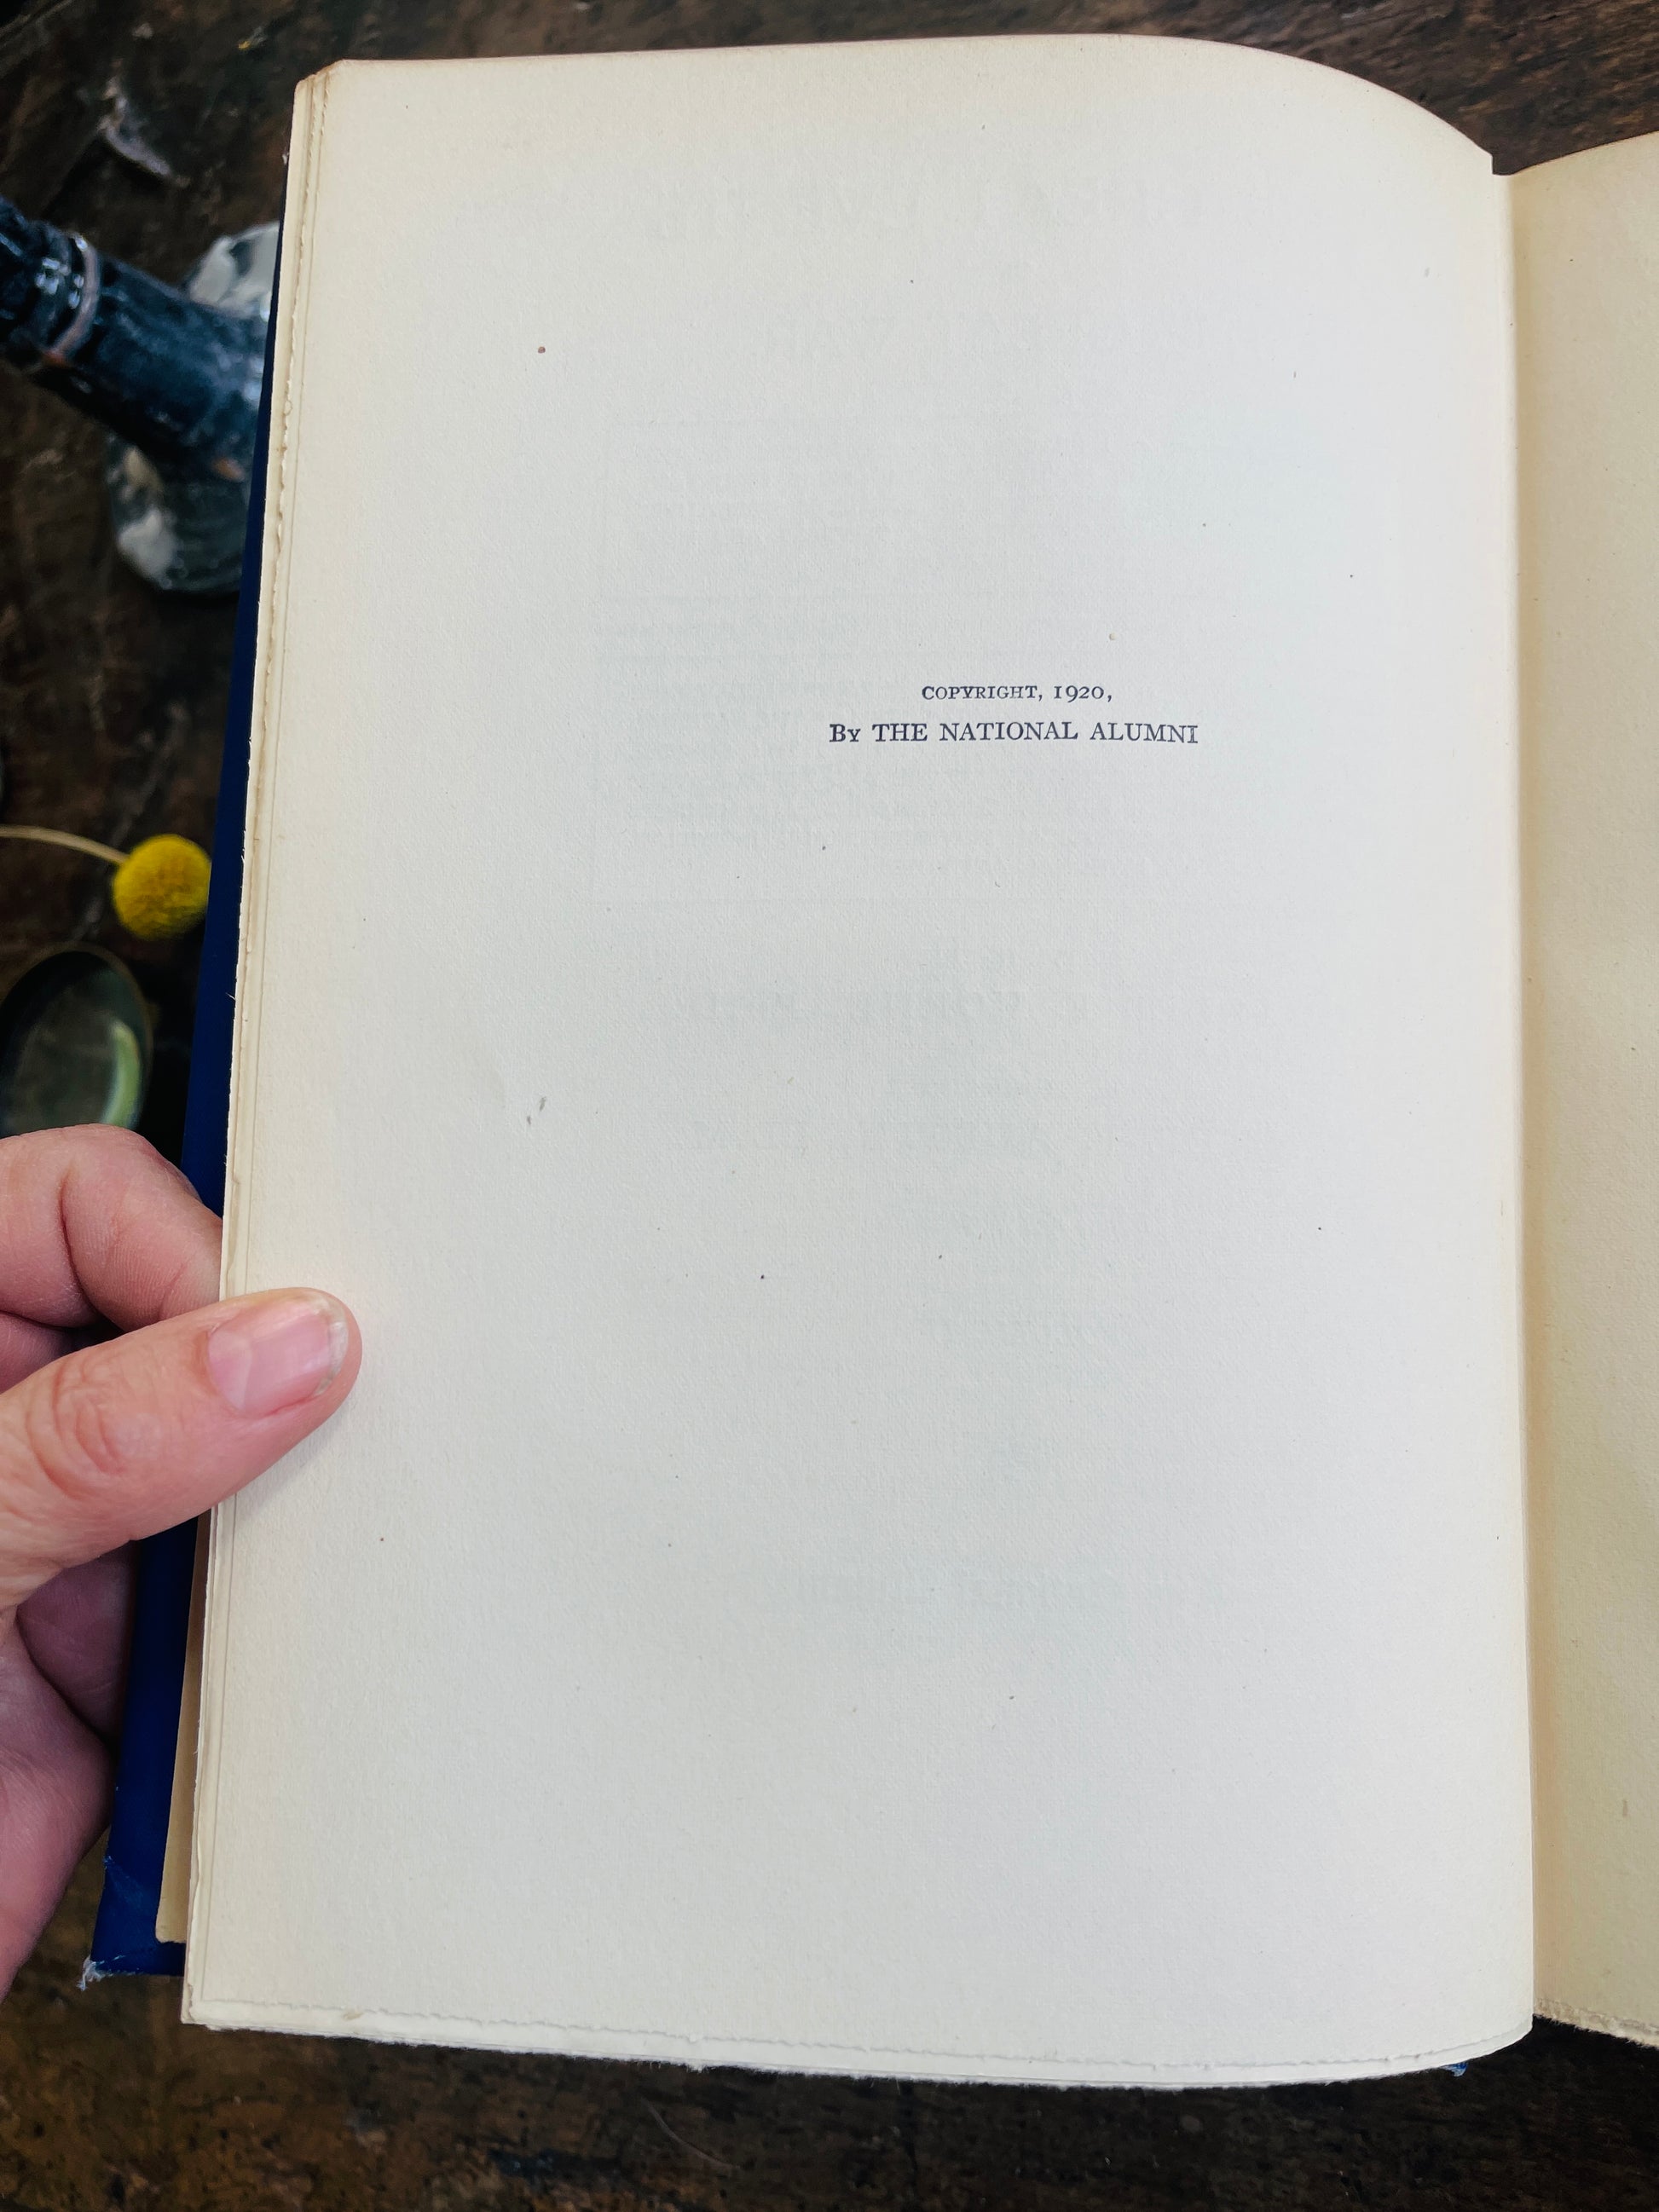 COPYRIGHT, 1920,
By THE NATIONAL ALUMNI